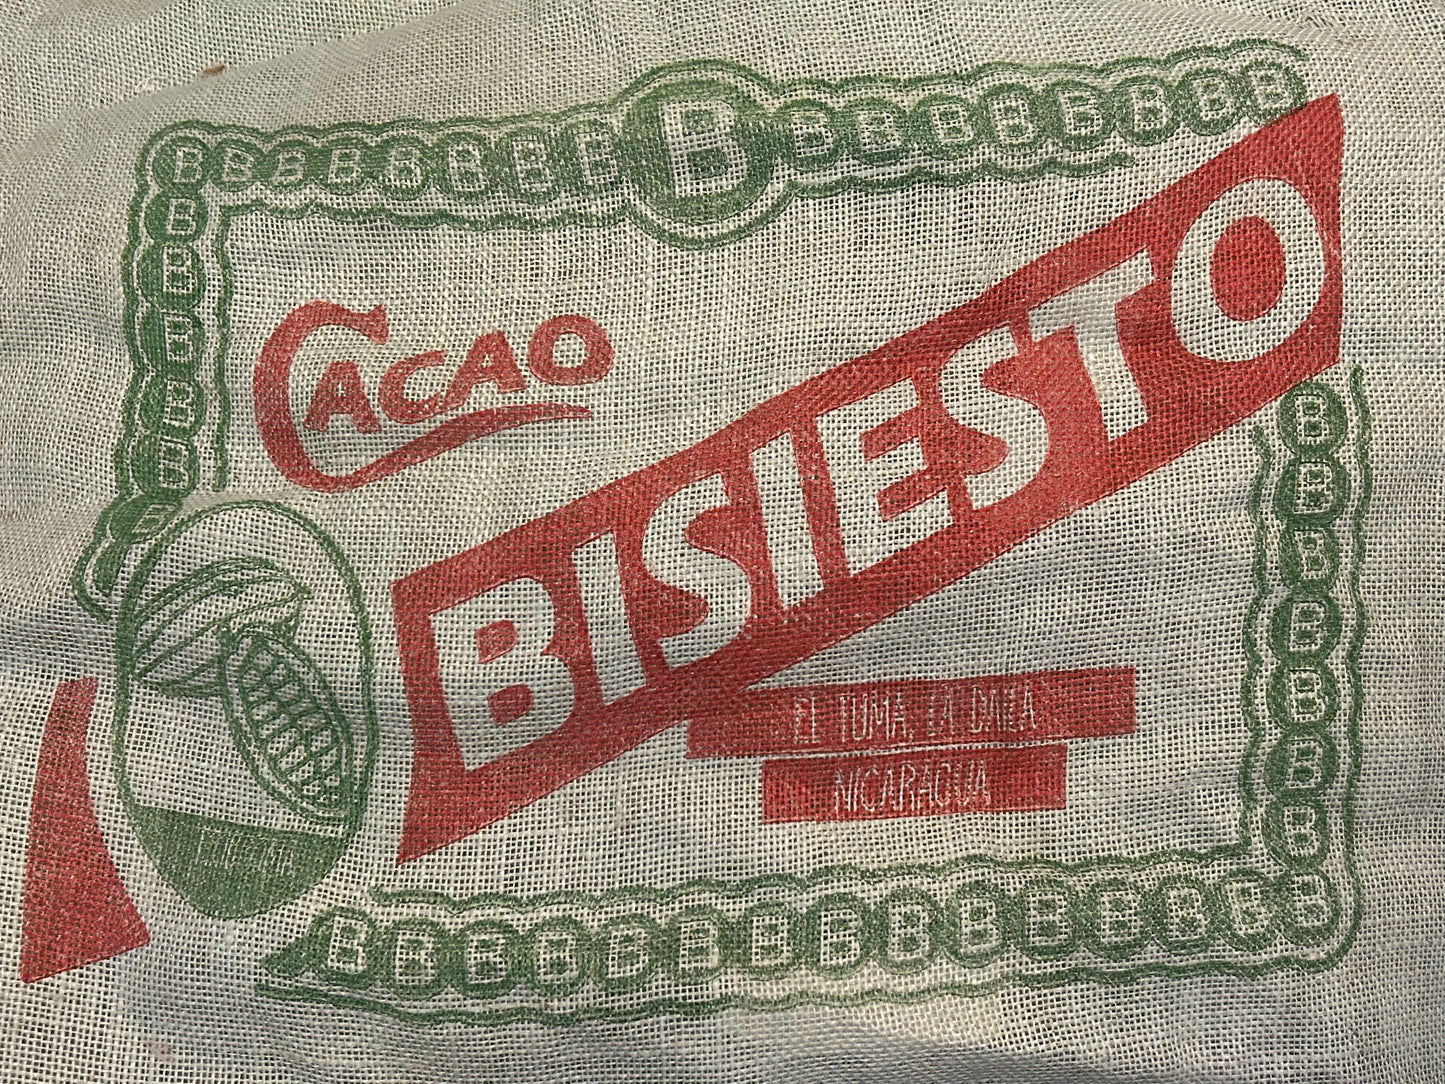 B
CACAO
BISIESTO
EL TUMA, LA DALIA
NICARAGUA